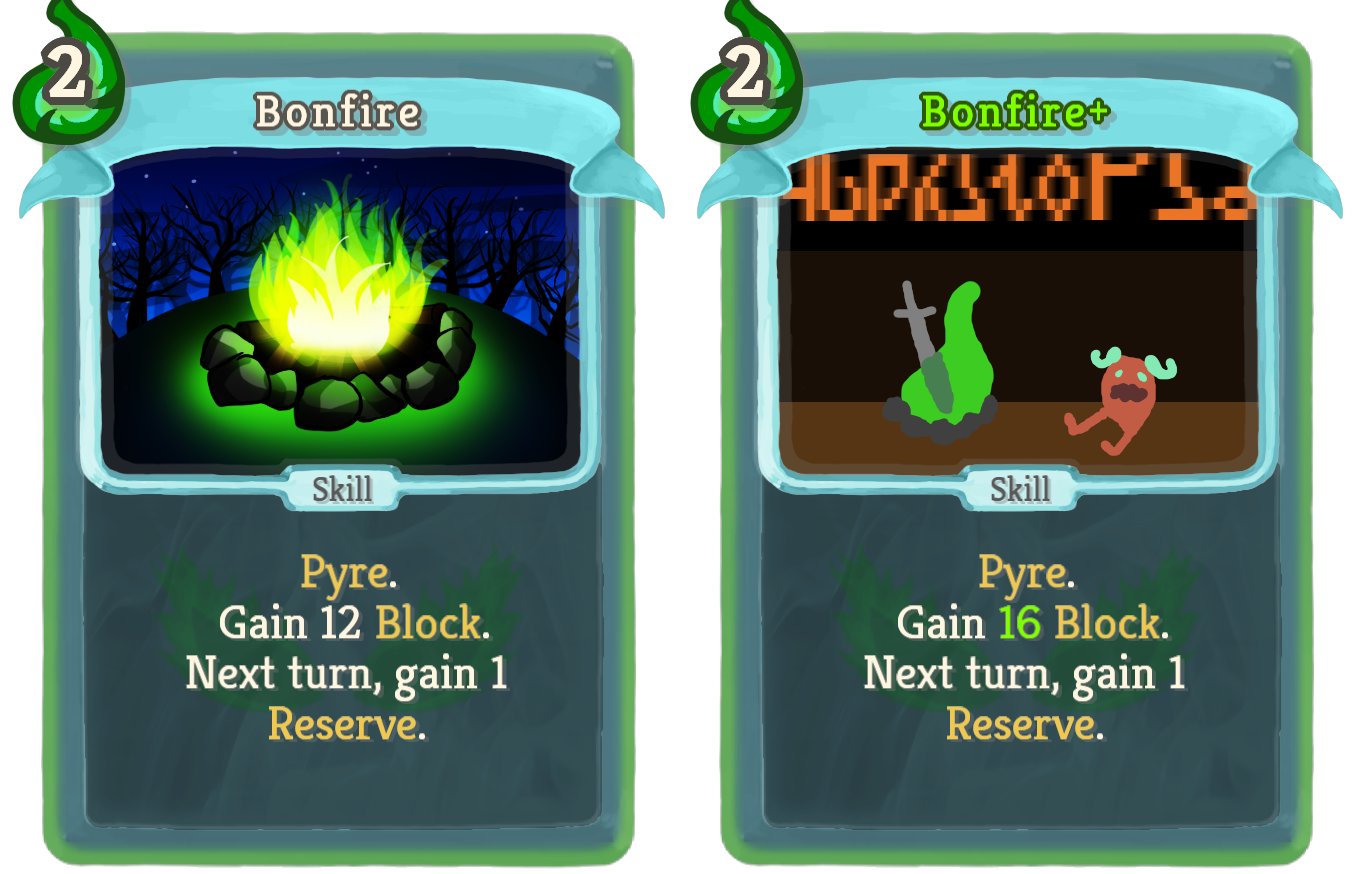 2
Bonfire
Skill
Pyre.
Gain 12 Block.
Next turn, gain 1
Reserve.
2
Bonfire+
Skill
Pyre.
Gain 16 Block.
Next turn, gain 1
Reserve.